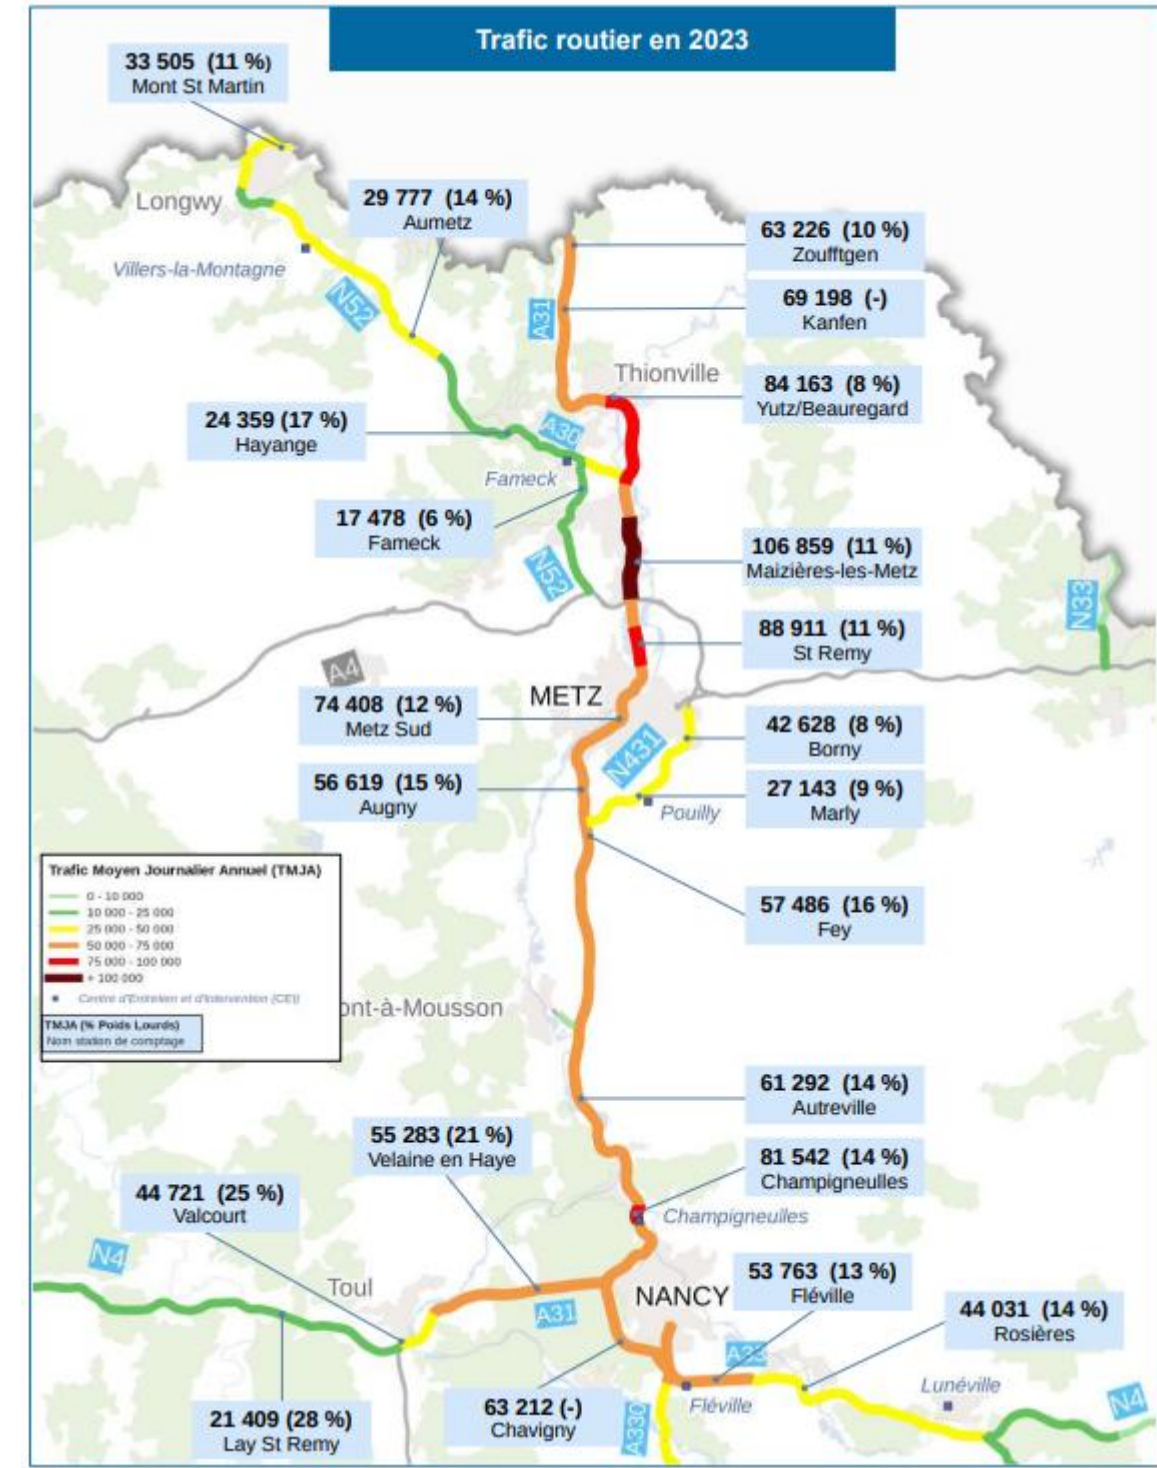 Trafic routier en 2023
33 505 (11 %)
Mont St Martin
Longwy
29 777 (14 %)
Aumetz
63 226 (10 %)
Zoufftgen
Villers-la-Montagne
N52
A31
69 198 (-)
Kanfen
Thionville
84 163 (8 %)
Yutz/Beauregard
24 359 (17 %)
Hayange
A30
Fameck
17 478 (6 %)
Fameck
N52
106 859 (11 %)
Maizières-les-Metz
N33
88 911 (11 %)
St Remy
A4
METZ
74 408 (12 %)
Metz Sud
N431
42 628 (8 %)
Borny
56 619 (15 %)
Augny
27 143 (9 %)
Marly
Pouilly
Trafic Moyen Journalier Annuel (TMJA)
0 - 10 000
10 000 - 25 000
25 000 - 50 000
50 000 - 75 000
75 000 - 100 000
+ 100 000
Centre d'Entretien et d'Intervention (CEI)
TMJA (% Poids Lourds)
Nom station de comptage
57 486 (16 %)
Fey
ont-à-Mousson
61 292 (14 %)
Autreville
55 283 (21 %)
Velaine en Haye
81 542 (14 %)
Champigneulles
44 721 (25 %)
Valcourt
Champigneulles
N4
Toul
A31
NANCY
53 763 (13 %)
Fléville
44 031 (14 %)
Rosières
A33
Lunéville
N4
Fléville
A330
63 212 (-)
Chavigny
21 409 (28 %)
Lay St Remy